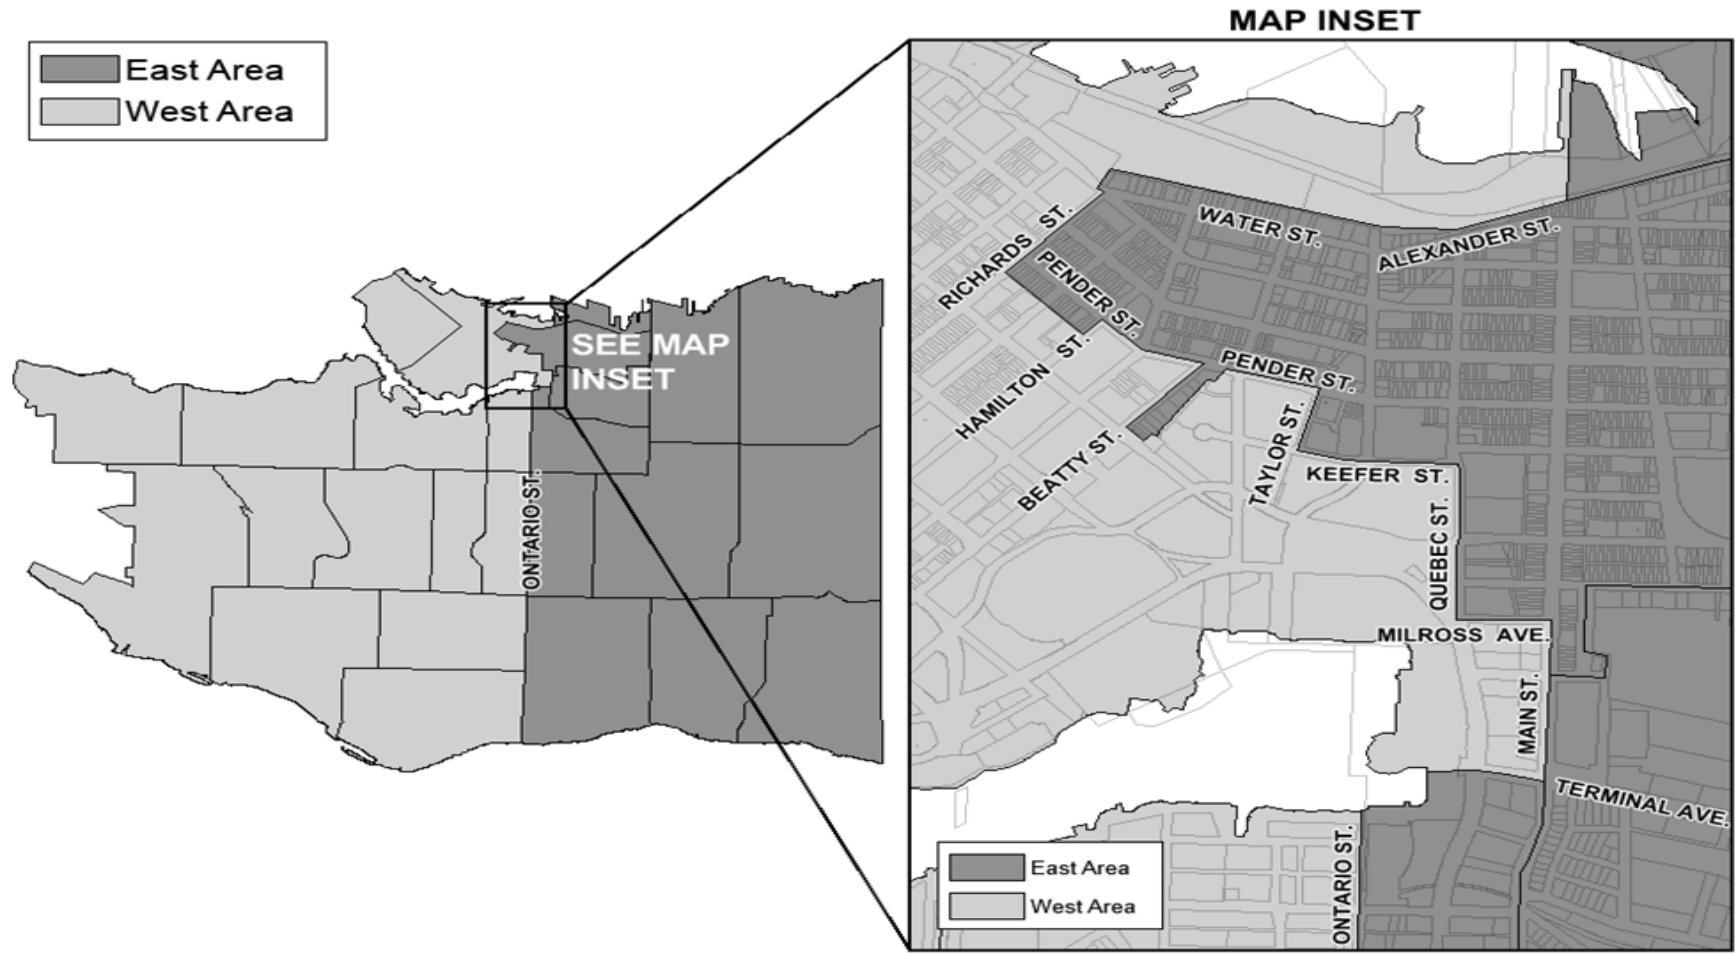 MAP INSET
East Area
West Area
SEE MAP
INSET
ONTARIO ST.
WATER ST.
ALEXANDER ST.
RICHARDS ST.
PENDER ST.
HAMILTON ST.
PENDER ST.
BEATTY ST.
TAYLOR ST.
KEEFER ST.
QUEBEC ST.
MILROSS AVE.
MAIN ST.
TERMINAL AVE.
ONTARIO ST.
East Area
West Area